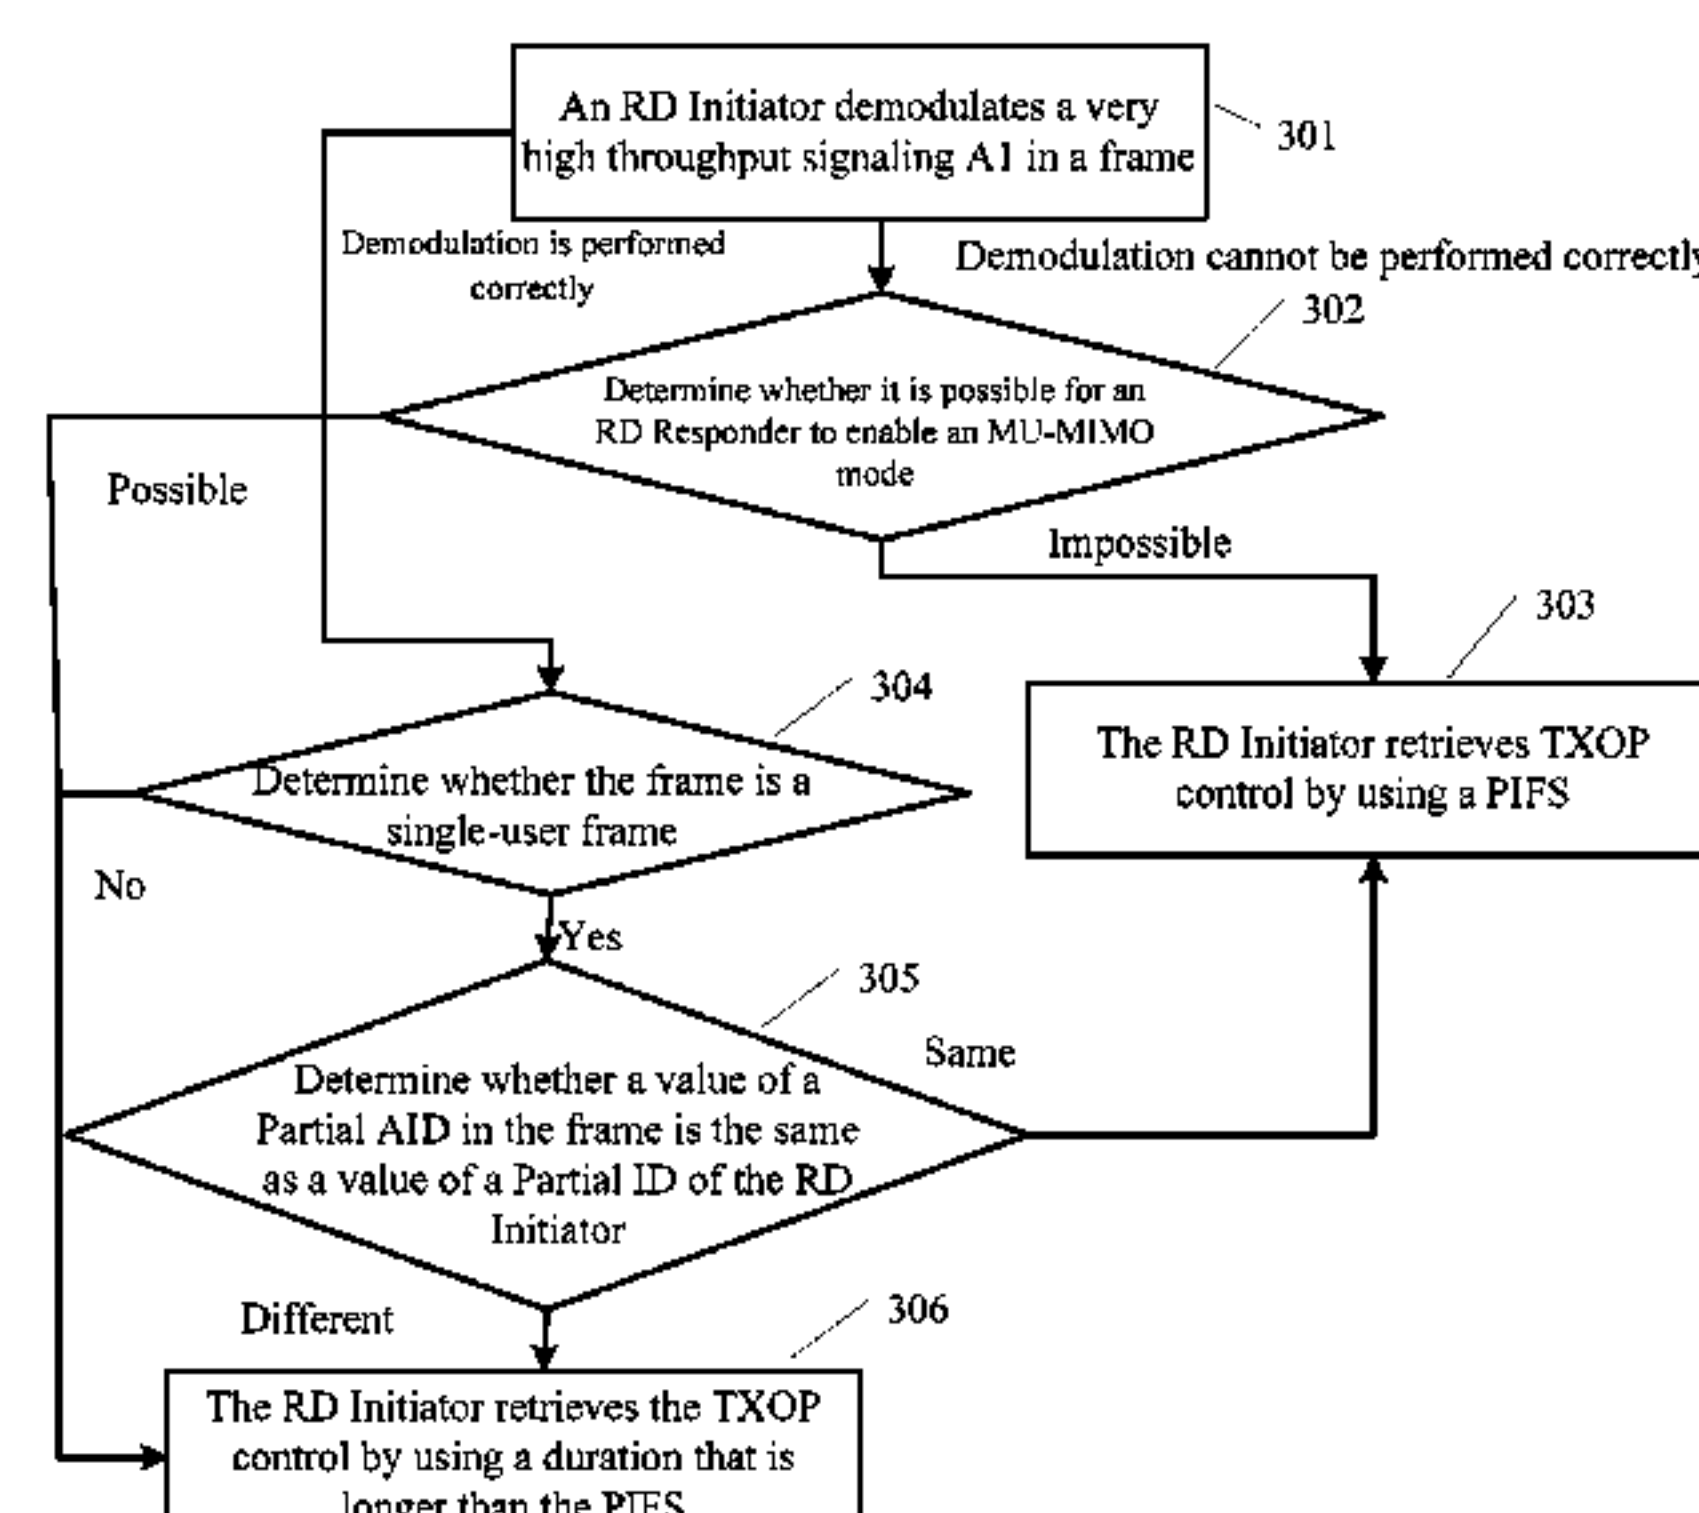 An RD Initiator demodulates a very
high throughput signaling A1 in a frame
301
Demodulation is performed
correctly
Demodulation cannot be performed correctly
302
Determine whether it is possible for an
RD Responder to enable an MU-MIMO
mode
Possible
Impossible
303
304
The RD Initiator retrieves TXOP
control by using a PIFS
Determine whether the frame is a
single-user frame
No
Yes
305
Same
Determine whether a value of a
Partial AID in the frame is the same
as a value of a Partial ID of the RD
Initiator
Different
306
The RD Initiator retrieves the TXOP
control by using a duration that is
longer than the PIFS